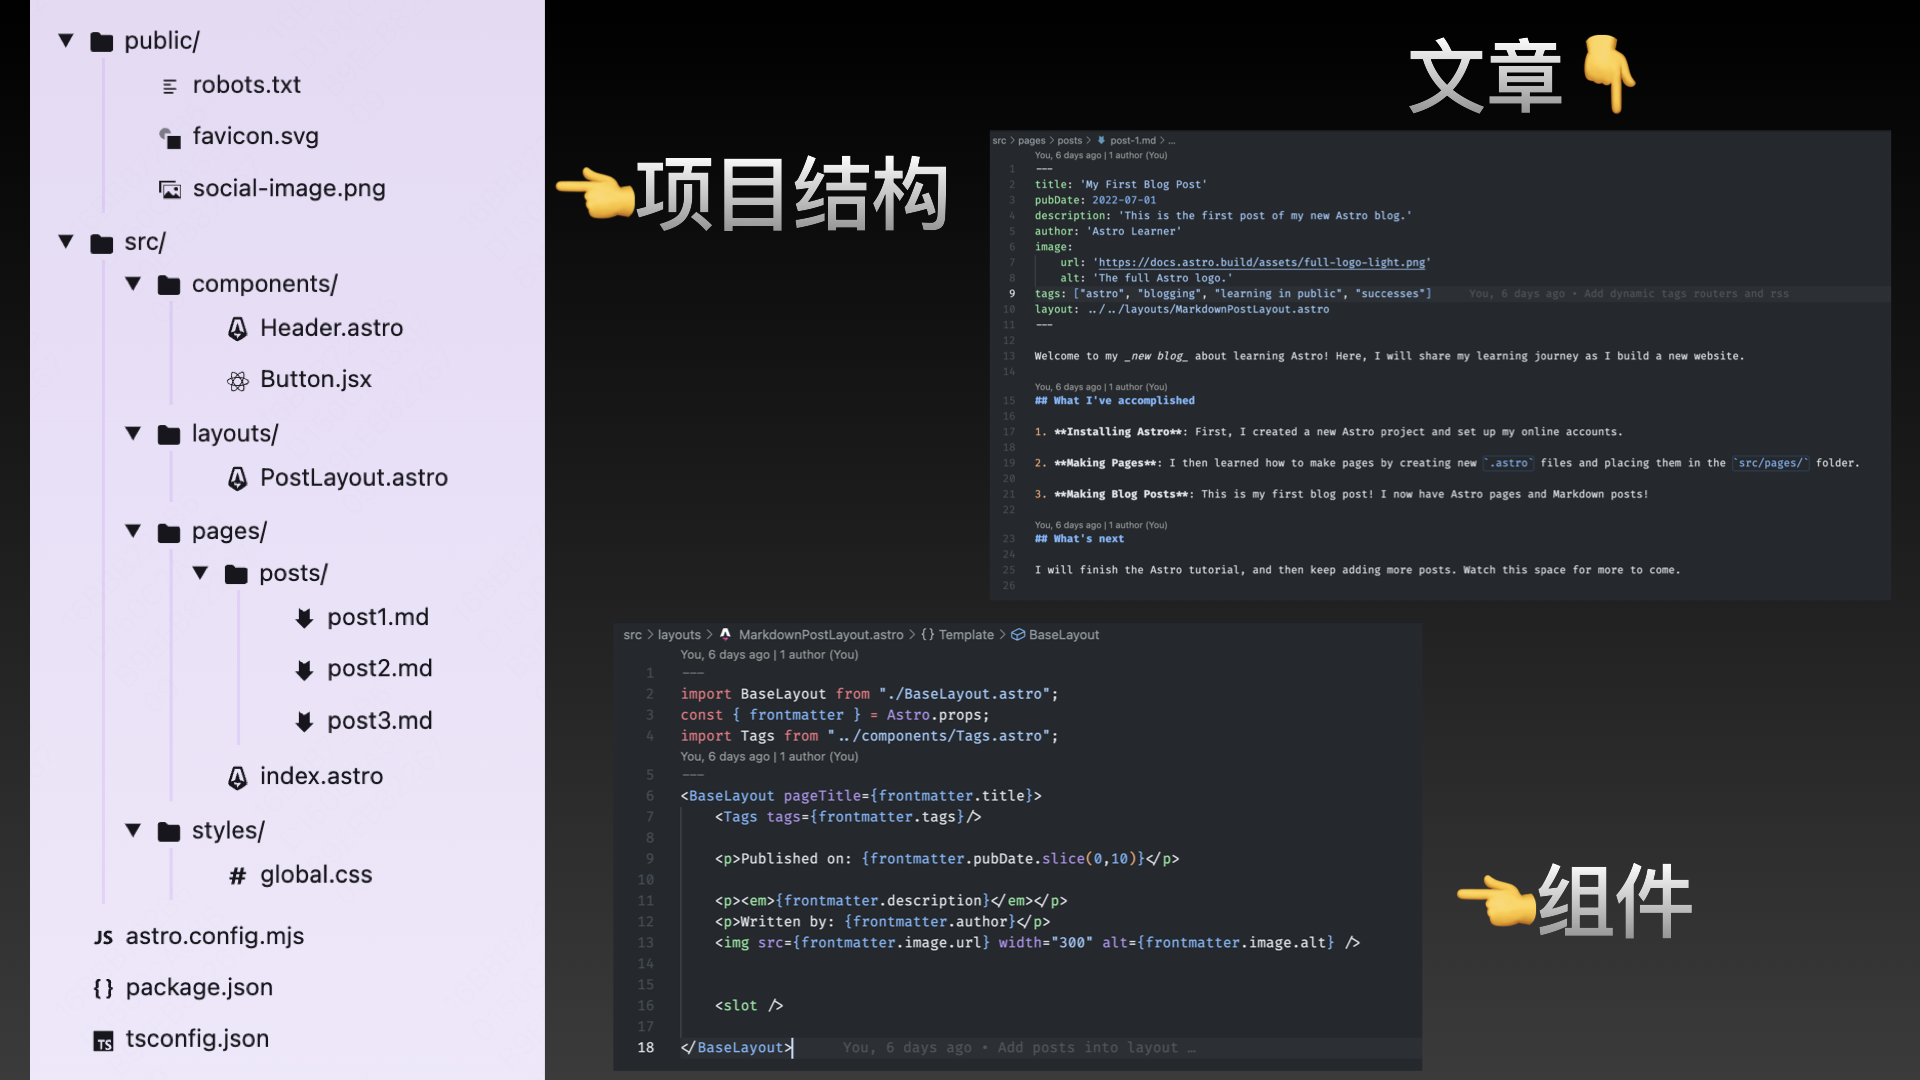 public/
robots.txt
favicon.svg
social-image.png
src/
components/
Header.astro
Button.jsx
layouts/
PostLayout.astro
pages/
posts/
post1.md
post2.md
post3.md
index.astro
styles/
# global.css
JS astro.config.mjs
{} package.json
TS tsconfig.json
👈项目结构
文章👇
src > pages > posts > post-1.md > ...
You, 6 days ago | 1 author (You)
1 ---
2 title: 'My First Blog Post'
3 pubDate: 2022-07-01
4 description: 'This is the first post of my new Astro blog.'
5 author: 'Astro Learner'
6 image:
7 url: 'https://docs.astro.build/assets/full-logo-light.png'
8 alt: 'The full Astro logo.'
9 tags: ["astro", "blogging", "learning in public", "successes"] You, 6 days ago • Add dynamic tags routers and rss
10 layout: ../../layouts/MarkdownPostLayout.astro
11 ---
12
13 Welcome to my _new blog_ about learning Astro! Here, I will share my learning journey as I build a new website.
14
You, 6 days ago | 1 author (You)
15 ## What I've accomplished
16
17 1. **Installing Astro**: First, I created a new Astro project and set up my online accounts.
18
19 2. **Making Pages**: I then learned how to make pages by creating new `.astro` files and placing them in the `src/pages/` folder.
20
21 3. **Making Blog Posts**: This is my first blog post! I now have Astro pages and Markdown posts!
22
You, 6 days ago | 1 author (You)
23 ## What's next
24
25 I will finish the Astro tutorial, and then keep adding more posts. Watch this space for more to come.
26
src > layouts > MarkdownPostLayout.astro > {} Template > BaseLayout
You, 6 days ago | 1 author (You)
1 ---
2 import BaseLayout from "./BaseLayout.astro";
3 const { frontmatter } = Astro.props;
4 import Tags from "../components/Tags.astro";
You, 6 days ago | 1 author (You)
5 ---
6 <BaseLayout pageTitle={frontmatter.title}>
7 <Tags tags={frontmatter.tags}/>
8
9 <p>Published on: {frontmatter.pubDate.slice(0,10)}</p>
10
11 <p><em>{frontmatter.description}</em></p>
12 <p>Written by: {frontmatter.author}</p>
13 <img src={frontmatter.image.url} width="300" alt={frontmatter.image.alt} />
14
15
16 <slot />
17
18 </BaseLayout> You, 6 days ago • Add posts into layout …
👈组件